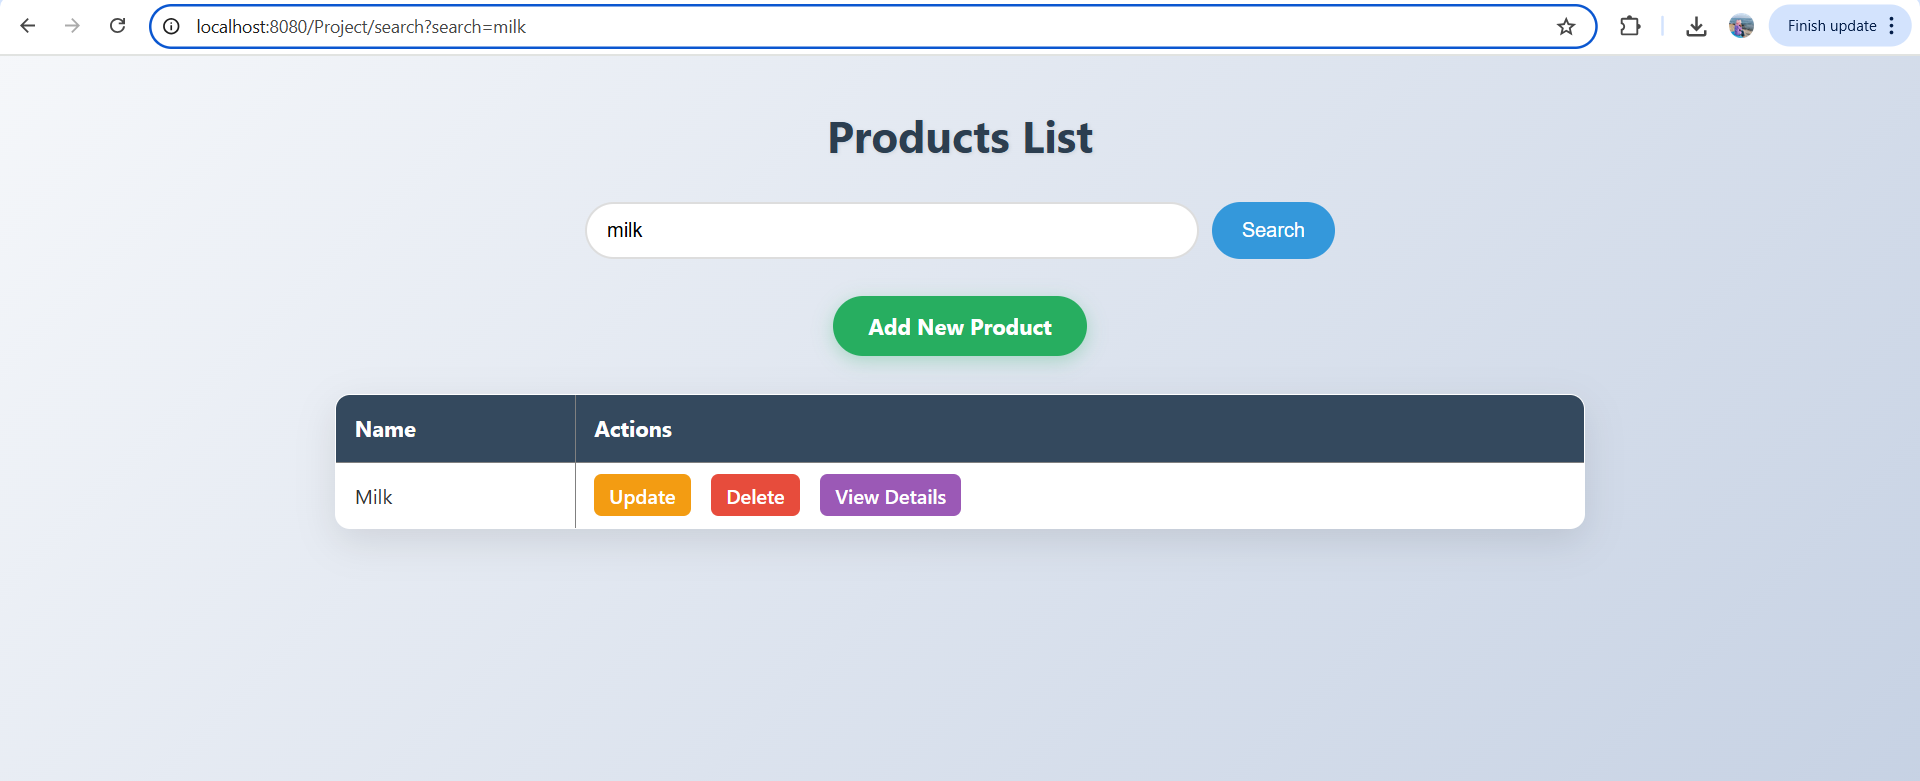 localhost:8080/Project/search?search=milk
Finish update
Products List
milk
Search
Add New Product
Name Actions
Milk Update Delete View Details